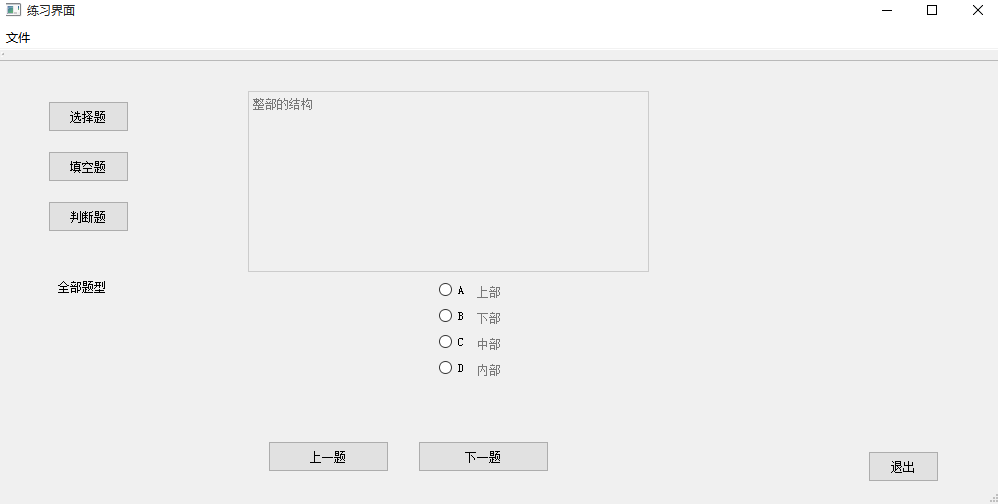 练习界面
文件
选择题
填空题
判断题
全部题型
整部的结构
A 上部
B 下部
C 中部
D 内部
上一题
下一题
退出